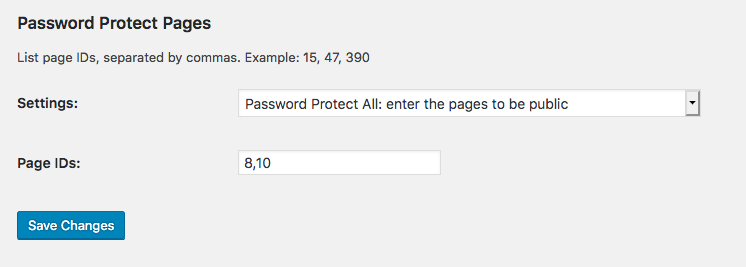 Password Protect Pages
List page IDs, separated by commas. Example: 15, 47, 390
Settings: Password Protect All: enter the pages to be public
Page IDs: 8,10
Save Changes